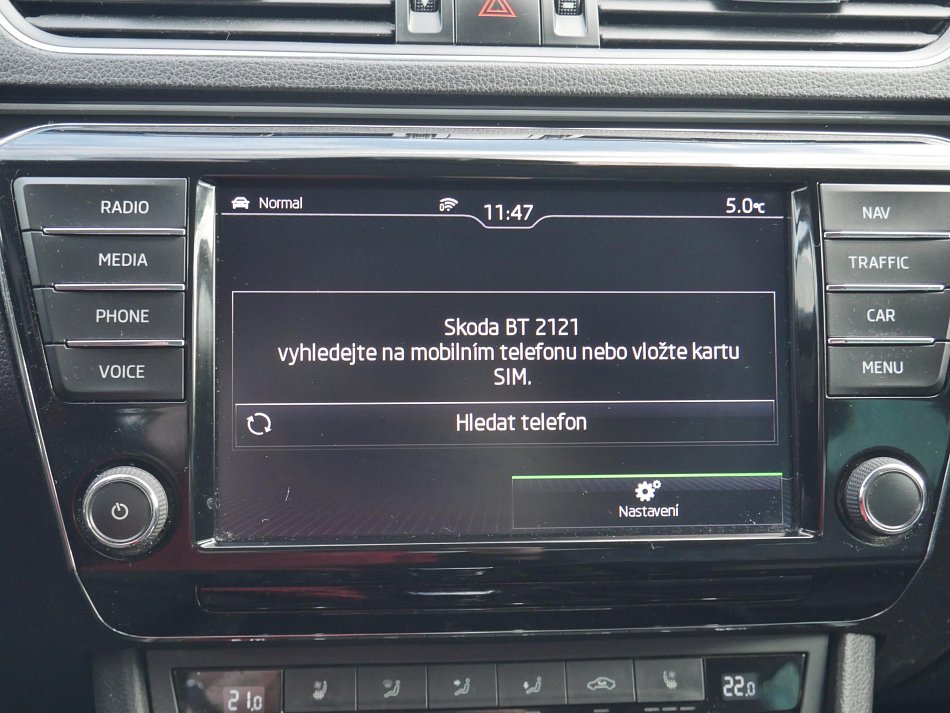 Normal 11:47 5.0°C
RADIO
MEDIA
PHONE
VOICE
NAV
TRAFFIC
CAR
MENU
Skoda BT 2121
vyhledejte na mobilním telefonu nebo vložte kartu
SIM.
Hledat telefon
Nastavení
21.0
22.0